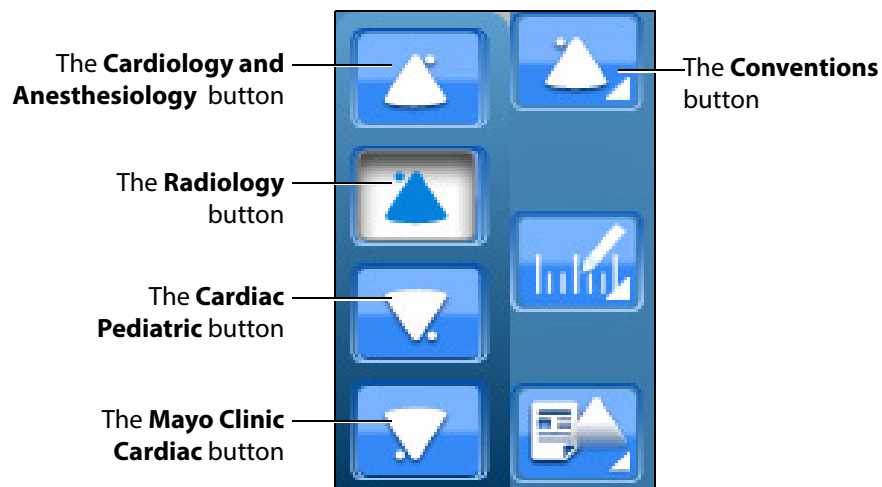 The Cardiology and
Anesthesiology button
The Conventions
button
The Radiology
button
The Cardiac
Pediatric button
The Mayo Clinic
Cardiac button